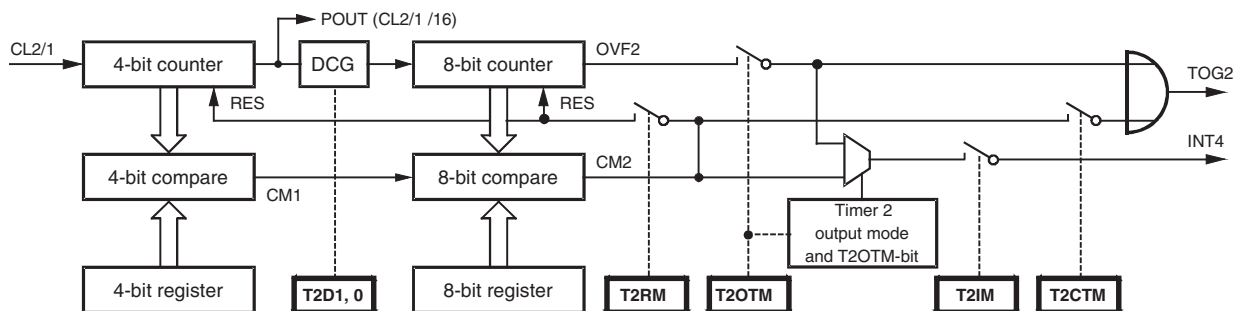 POUT (CL2/1 /16)
CL2/1
4-bit counter
DCG
8-bit counter
OVF2
TOG2
RES
RES
INT4
4-bit compare
CM1
8-bit compare
CM2
Timer 2
output mode
and T2OTM-bit
4-bit register
T2D1, 0
8-bit register
T2RM
T2OTM
T2IM
T2CTM